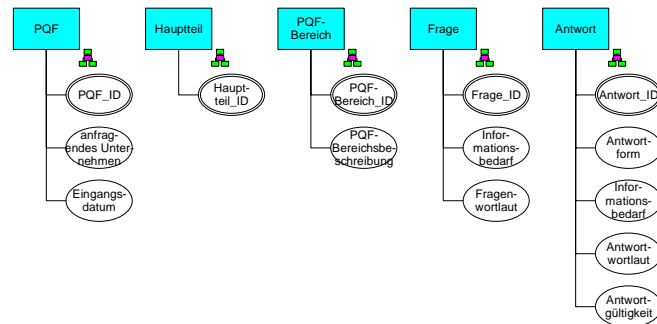 PQF
Hauptteil
PQF-
Bereich
Frage
Antwort
PQF_ID
anfrag-
endes Unter-
nehmen
Eingangs-
datum
Haupt-
teil_ID
PQF-
Bereich_ID
PQF-
Bereichsbe-
schreibung
Frage_ID
Infor-
mations-
bedarf
Fragen-
wortlaut
Antwort_ID
Antwort-
form
Infor-
mations-
bedarf
Antwort-
wortlaut
Antwort-
gültigkeit